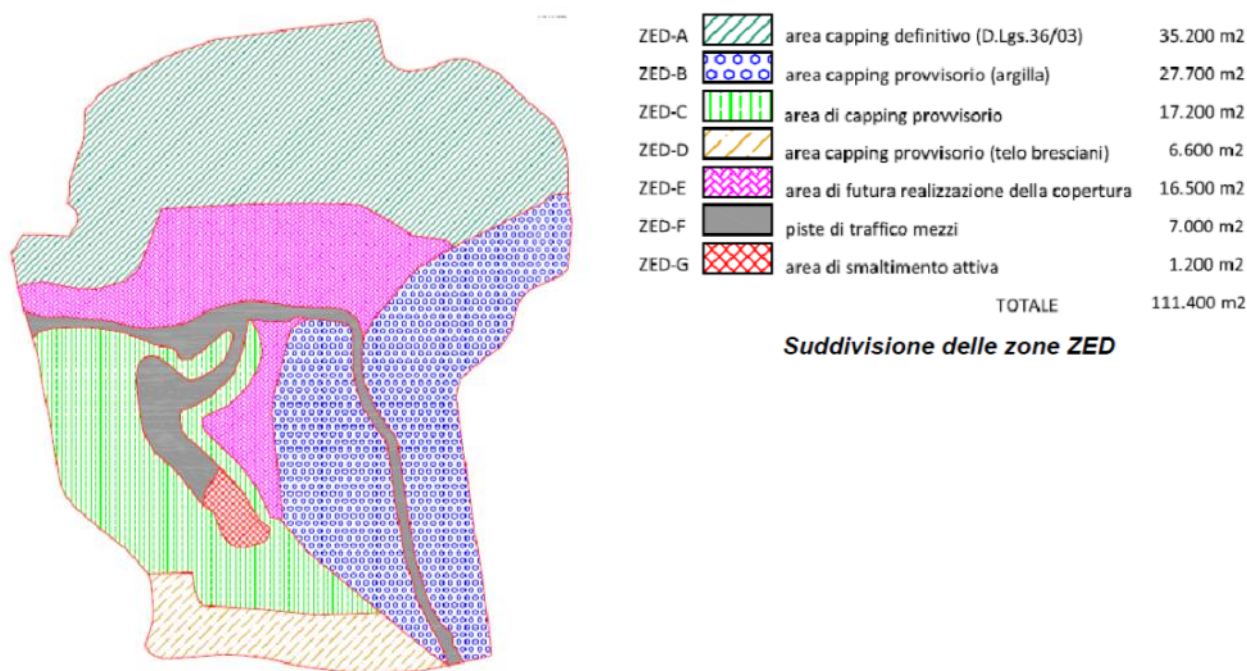 ZED-A area capping definitivo (D.Lgs.36/03) 35.200 m2
ZED-B area capping provvisorio (argilla) 27.700 m2
ZED-C area di capping provvisorio 17.200 m2
ZED-D area capping provvisorio (telo bresciani) 6.600 m2
ZED-E area di futura realizzazione della copertura 16.500 m2
ZED-F piste di traffico mezzi 7.000 m2
ZED-G area di smaltimento attiva 1.200 m2
TOTALE 111.400 m2
Suddivisione delle zone ZED